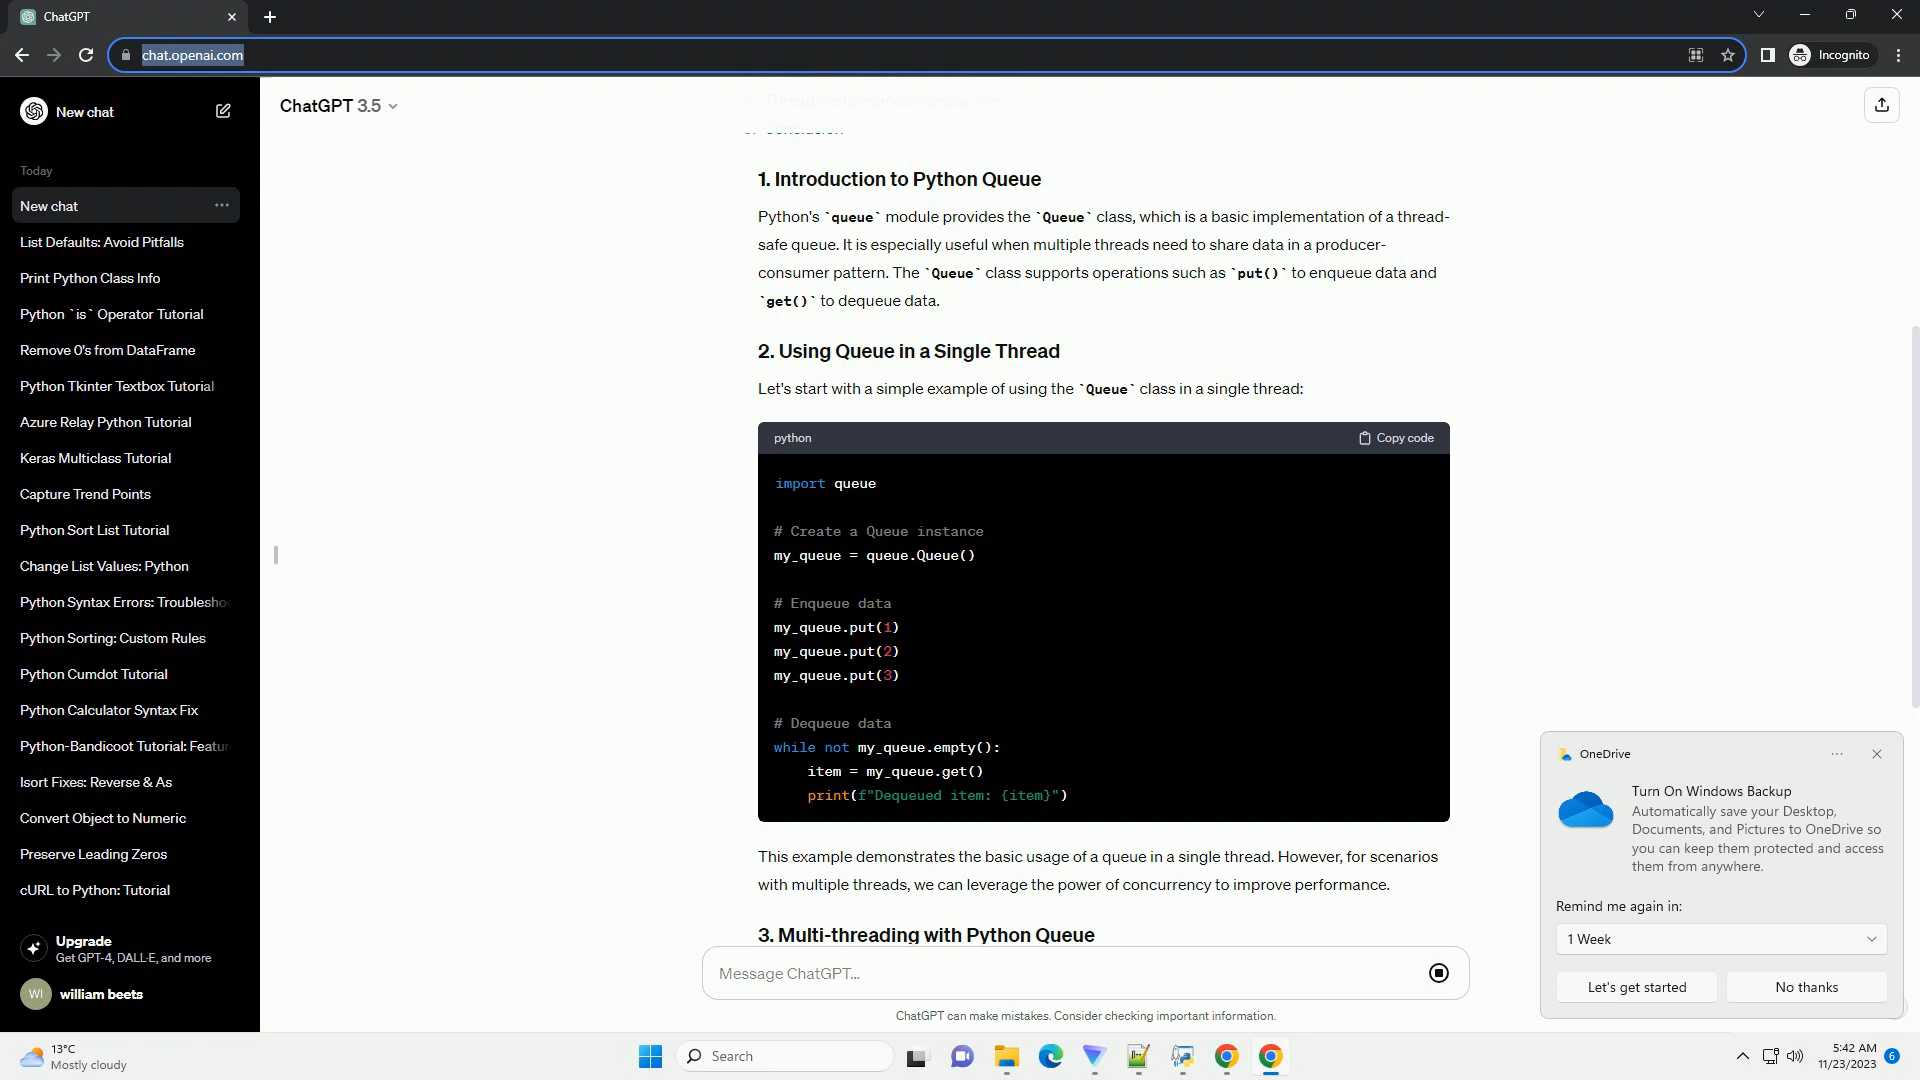 ChatGPT
chat.openai.com
Incognito
New chat
ChatGPT 3.5
Today
New chat
List Defaults: Avoid Pitfalls
Print Python Class Info
Python `is` Operator Tutorial
Remove 0's from DataFrame
Python Tkinter Textbox Tutorial
Azure Relay Python Tutorial
Keras Multiclass Tutorial
Capture Trend Points
Python Sort List Tutorial
Change List Values: Python
Python Syntax Errors: Troublesho
Python Sorting: Custom Rules
Python Cumdot Tutorial
Python Calculator Syntax Fix
Python-Bandicoot Tutorial: Featur
Isort Fixes: Reverse & As
Convert Object to Numeric
Preserve Leading Zeros
cURL to Python: Tutorial
Upgrade
Get GPT-4, DALL·E, and more
WI william beets
1. Introduction to Python Queue
Python's `queue` module provides the `Queue` class, which is a basic implementation of a thread-
safe queue. It is especially useful when multiple threads need to share data in a producer-
consumer pattern. The `Queue` class supports operations such as `put()` to enqueue data and
`get()` to dequeue data.
2. Using Queue in a Single Thread
Let's start with a simple example of using the `Queue` class in a single thread:
python Copy code
import queue
# Create a Queue instance
my_queue = queue.Queue()
# Enqueue data
my_queue.put(1)
my_queue.put(2)
my_queue.put(3)
# Dequeue data
while not my_queue.empty():
    item = my_queue.get()
    print(f"Dequeued item: {item}")
This example demonstrates the basic usage of a queue in a single thread. However, for scenarios
with multiple threads, we can leverage the power of concurrency to improve performance.
3. Multi-threading with Python Queue
Message ChatGPT...
ChatGPT can make mistakes. Consider checking important information.
OneDrive
Turn On Windows Backup
Automatically save your Desktop,
Documents, and Pictures to OneDrive so
you can keep them protected and access
them from anywhere.
Remind me again in:
1 Week
Let's get started No thanks
13°C
Mostly cloudy
Search
5:42 AM
11/23/2023
6